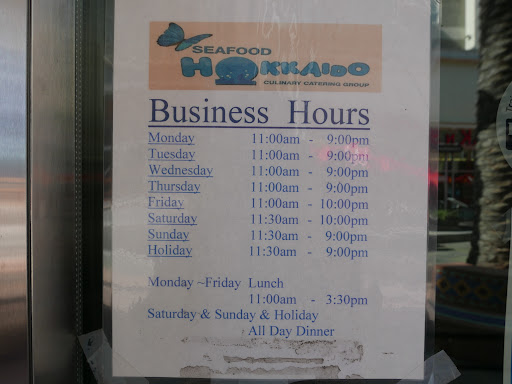 SEAFOOD
HOKKAIDO
CULINARY CATERING GROUP
Business Hours
Monday 11:00am - 9:00pm
Tuesday 11:00am - 9:00pm
Wednesday 11:00am - 9:00pm
Thursday 11:00am - 9:00pm
Friday 11:00am - 10:00pm
Saturday 11:30am - 10:00pm
Sunday 11:30am - 9:00pm
Holiday 11:30am - 9:00pm
Monday ~Friday Lunch
11:00am - 3:30pm
Saturday & Sunday & Holiday
All Day Dinner